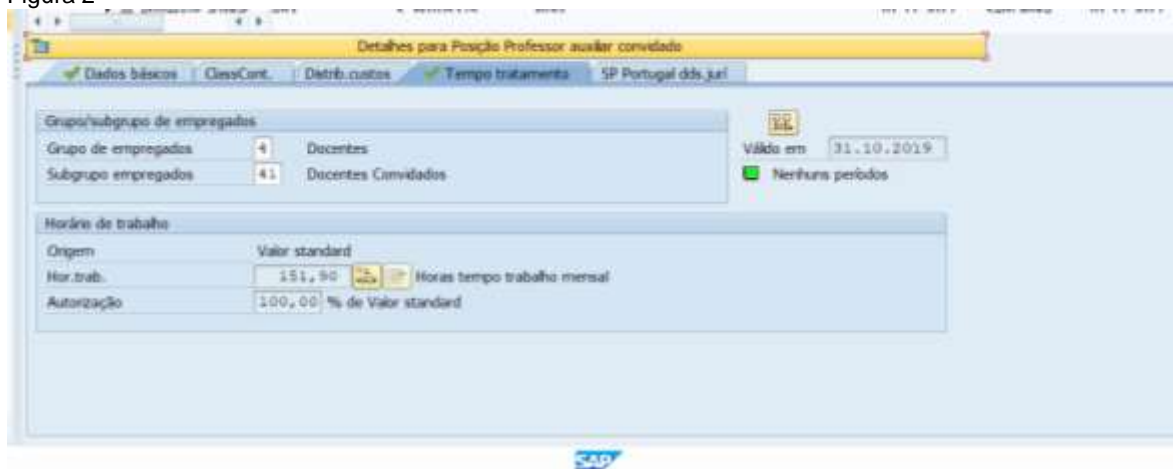 Figura 2
Detalhes para Posição Professor auxiliar convidado
Dados básicos ClassCont. Distrib.custos Tempo tratamento SP Portugal dds.jurí
Grupo/subgrupo de empregados
Grupo de empregados 4 Docentes
Válido em 31.10.2019
Subgrupo empregados 41 Docentes Convidados
Nenhuns períodos
Horário de trabalho
Origem Valor standard
Hor.trab. 151,90 Horas tempo trabalho mensal
Autorização 100,00 % de Valor standard
SAP